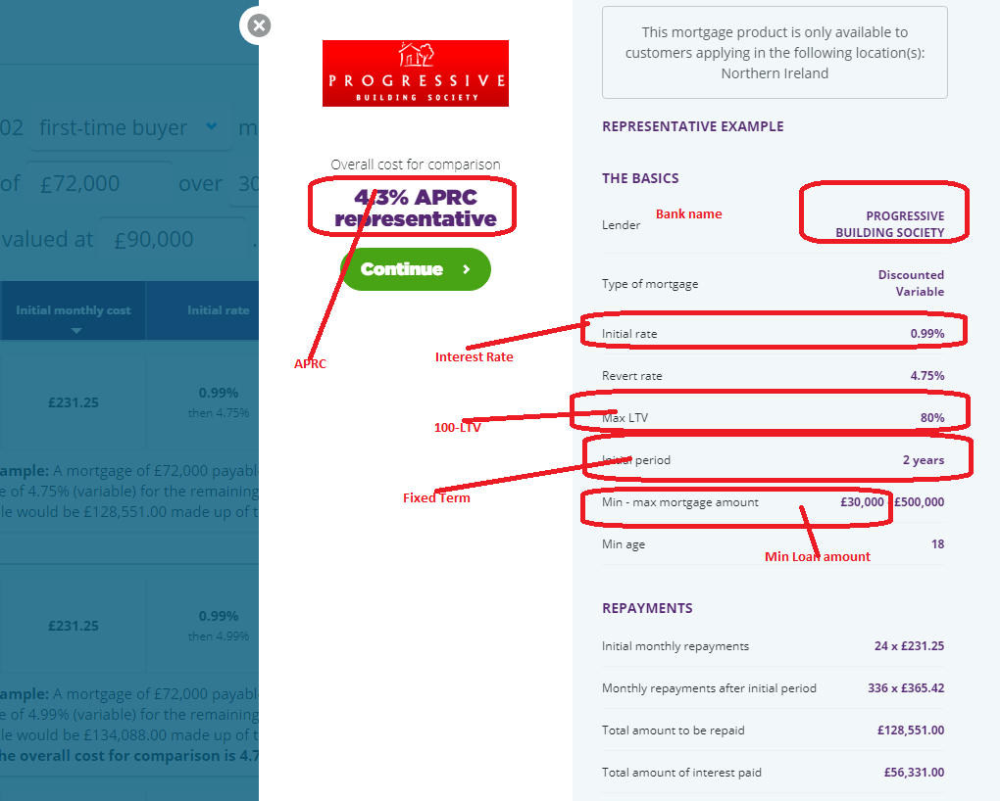 02 first-time buyer m
of £72,000 over 30
valued at £90,000 .
Initial monthly cost Initial rate
£231.25 0.99%
then 4.75%
ample: A mortgage of £72,000 payabl
e of 4.75% (variable) for the remaining
le would be £128,551.00 made up of t
£231.25 0.99%
then 4.99%
ample: A mortgage of £72,000 payabl
e of 4.99% (variable) for the remaining
le would be £134,088.00 made up of t
he overall cost for comparison is 4.7
PROGRESSIVE
BUILDING SOCIETY
Overall cost for comparison
4.3% APRC
representative
Continue
APRC
Interest Rate
100-LTV
Fixed Term
This mortgage product is only available to
customers applying in the following location(s):
Northern Ireland
REPRESENTATIVE EXAMPLE
THE BASICS
Bank name
Lender PROGRESSIVE
BUILDING SOCIETY
Type of mortgage Discounted
Variable
Initial rate 0.99%
Revert rate 4.75%
Max LTV 80%
Initial period 2 years
Min - max mortgage amount £30,000 - £500,000
Min age 18
Min Loan amount
REPAYMENTS
Initial monthly repayments 24 x £231.25
Monthly repayments after initial period 336 x £365.42
Total amount to be repaid £128,551.00
Total amount of interest paid £56,331.00